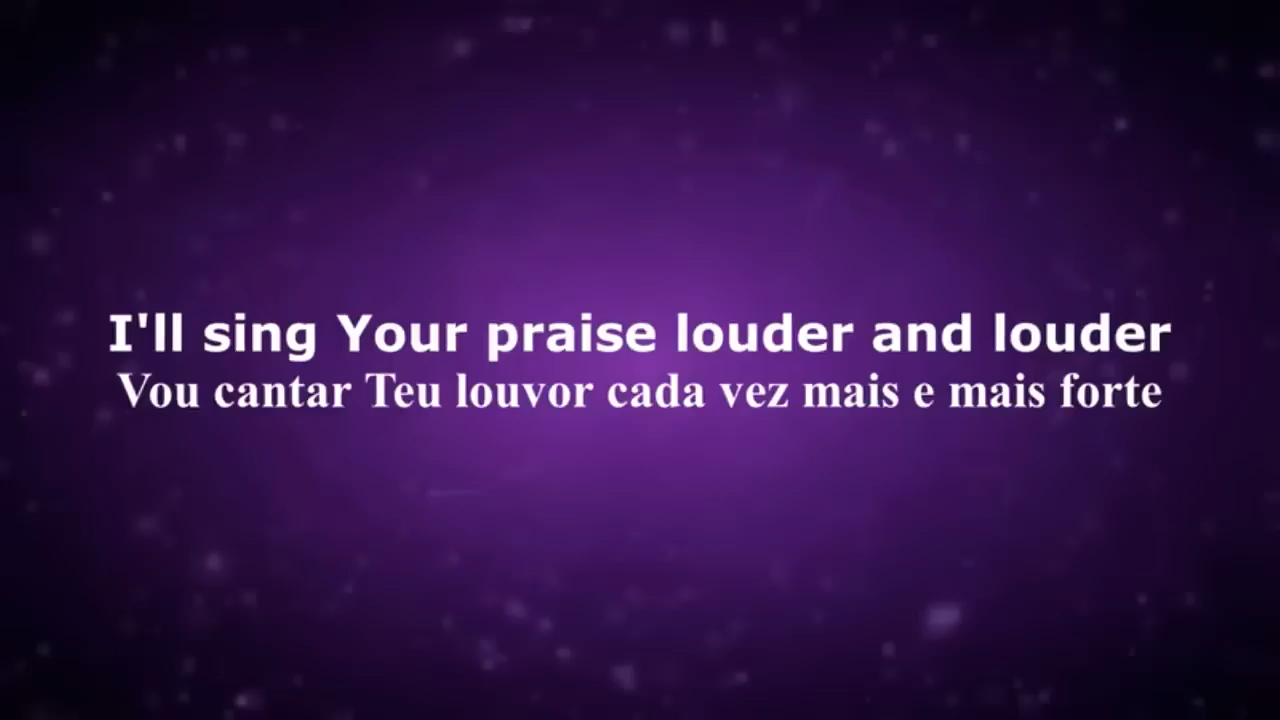 I'll sing Your praise louder and louder
Vou cantar Teu louvor cada vez mais e mais forte